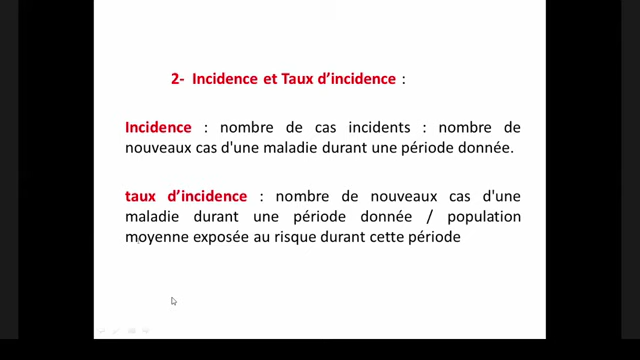 2- Incidence et Taux d’incidence :
Incidence : nombre de cas incidents : nombre de
nouveaux cas d'une maladie durant une période donnée.
taux d’incidence : nombre de nouveaux cas d'une
maladie durant une période donnée / population
moyenne exposée au risque durant cette période